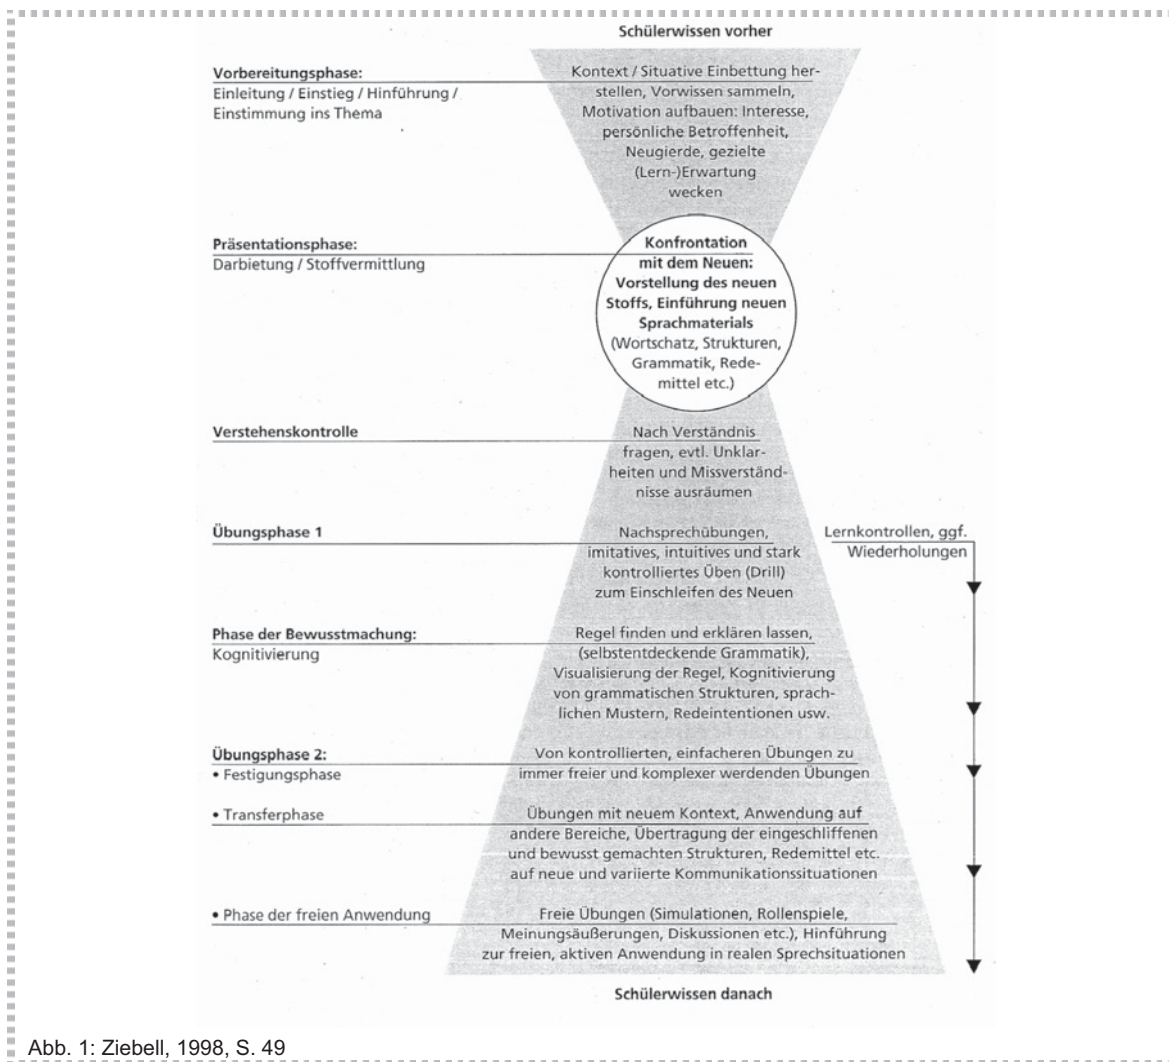 Schülerwissen vorher
Vorbereitungsphase:
Einleitung / Einstieg / Hinführung /
Einstimmung ins Thema
Kontext / Situative Einbettung her-
stellen, Vorwissen sammeln,
Motivation aufbauen: Interesse,
persönliche Betroffenheit,
Neugierde, gezielte
(Lern-)Erwartung
wecken
Präsentationsphase:
Darbietung / Stoffvermittlung
Konfrontation
mit dem Neuen:
Vorstellung des neuen
Stoffs, Einführung neuen
Sprachmaterials
(Wortschatz, Strukturen,
Grammatik, Rede-
mittel etc.)
Verstehenskontrolle
Nach Verständnis
fragen, evtl. Unklar-
heiten und Missverständ-
nisse ausräumen
Übungsphase 1
Nachsprechübungen,
imitatives, intuitives und stark
kontrolliertes Üben (Drill)
zum Einschleifen des Neuen
Lernkontrollen, ggf.
Wiederholungen
Phase der Bewusstmachung:
Kognitivierung
Regel finden und erklären lassen,
(selbstentdeckende Grammatik),
Visualisierung der Regel, Kognitivierung
von grammatischen Strukturen, sprach-
lichen Mustern, Redeintentionen usw.
Übungsphase 2:
• Festigungsphase
Von kontrollierten, einfacheren Übungen zu
immer freier und komplexer werdenden Übungen
• Transferphase
Übungen mit neuem Kontext, Anwendung auf
andere Bereiche, Übertragung der eingeschliffenen
und bewusst gemachten Strukturen, Redemittel etc.
auf neue und variierte Kommunikationssituationen
• Phase der freien Anwendung
Freie Übungen (Simulationen, Rollenspiele,
Meinungsäußerungen, Diskussionen etc.), Hinführung
zur freien, aktiven Anwendung in realen Sprechsituationen
Schülerwissen danach
Abb. 1: Ziebell, 1998, S. 49